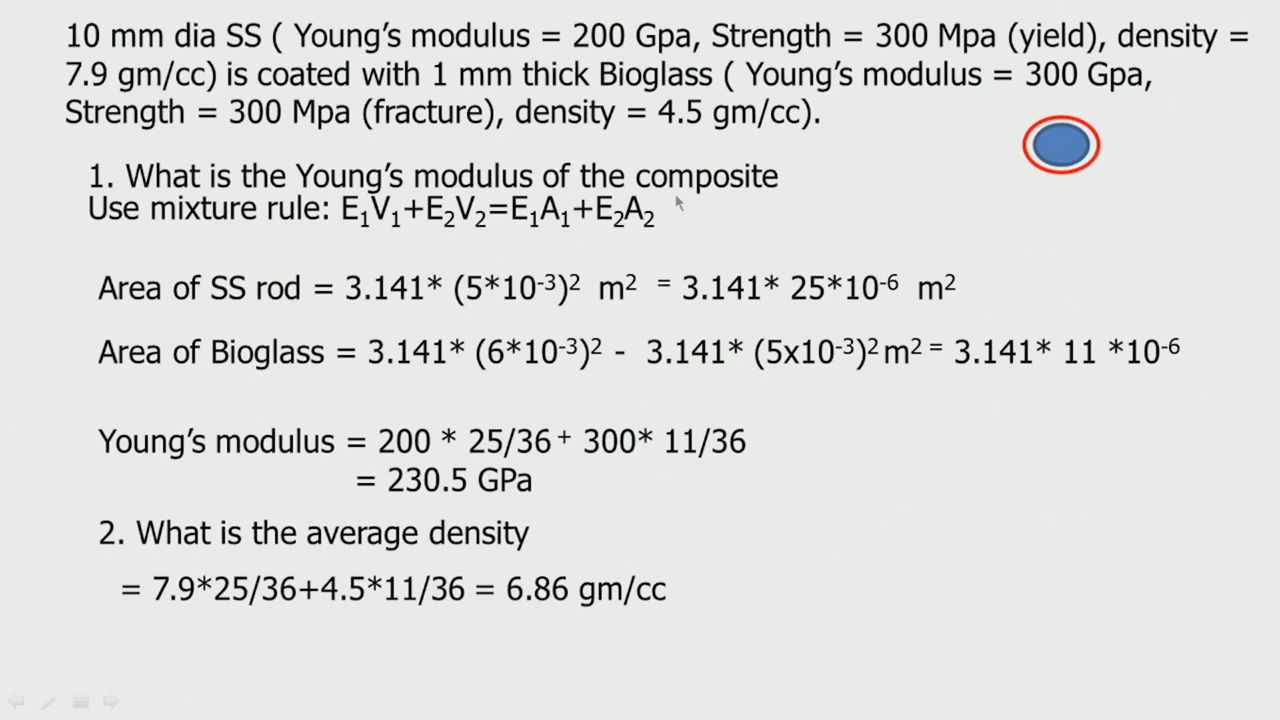 10 mm dia SS ( Young’s modulus = 200 Gpa, Strength = 300 Mpa (yield), density =
7.9 gm/cc) is coated with 1 mm thick Bioglass ( Young’s modulus = 300 Gpa,
Strength = 300 Mpa (fracture), density = 4.5 gm/cc).
1. What is the Young’s modulus of the composite
Use mixture rule: E₁V₁+E₂V₂=E₁A₁+E₂A₂
Area of SS rod = 3.141* (5*10⁻³)² m² = 3.141* 25*10⁻⁶ m²
Area of Bioglass = 3.141* (6*10⁻³)² - 3.141* (5x10⁻³)² m² = 3.141* 11 *10⁻⁶
Young’s modulus = 200 * 25/36 + 300* 11/36
= 230.5 GPa
2. What is the average density
= 7.9*25/36+4.5*11/36 = 6.86 gm/cc